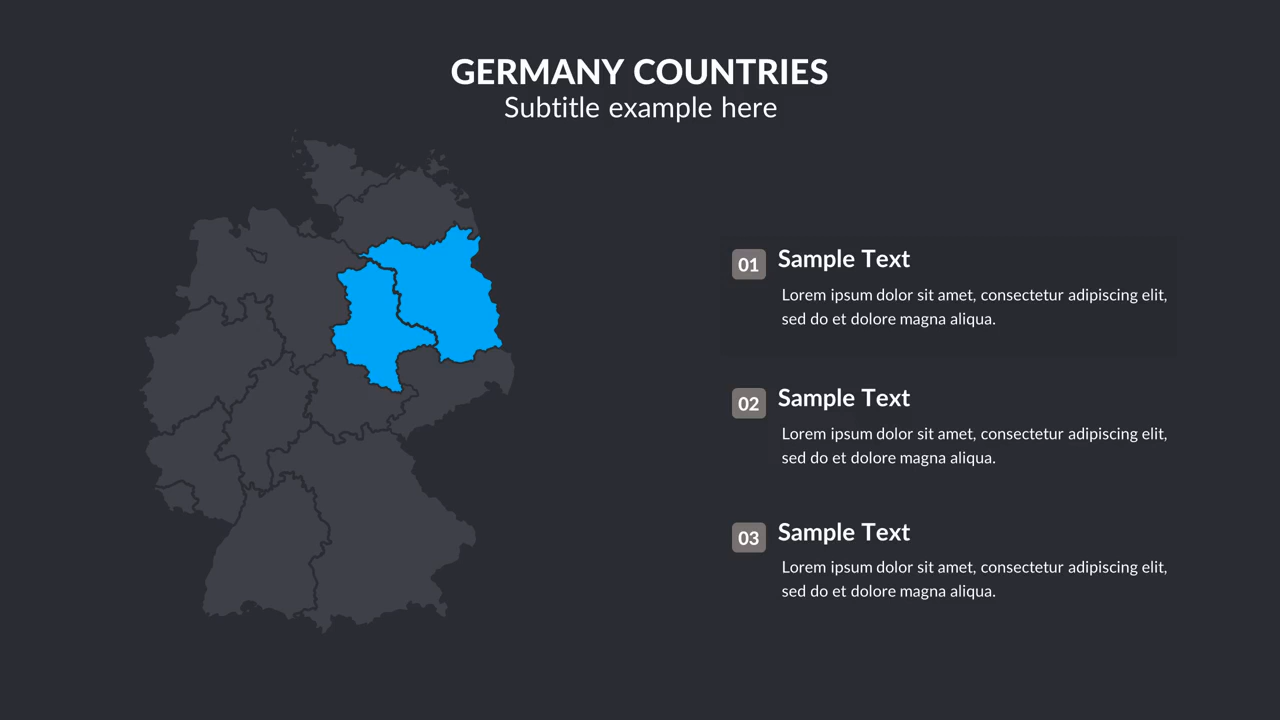 GERMANY COUNTRIES
Subtitle example here
01
Sample Text
Lorem ipsum dolor sit amet, consectetur adipiscing elit,
sed do et dolore magna aliqua.
02
Sample Text
Lorem ipsum dolor sit amet, consectetur adipiscing elit,
sed do et dolore magna aliqua.
03
Sample Text
Lorem ipsum dolor sit amet, consectetur adipiscing elit,
sed do et dolore magna aliqua.